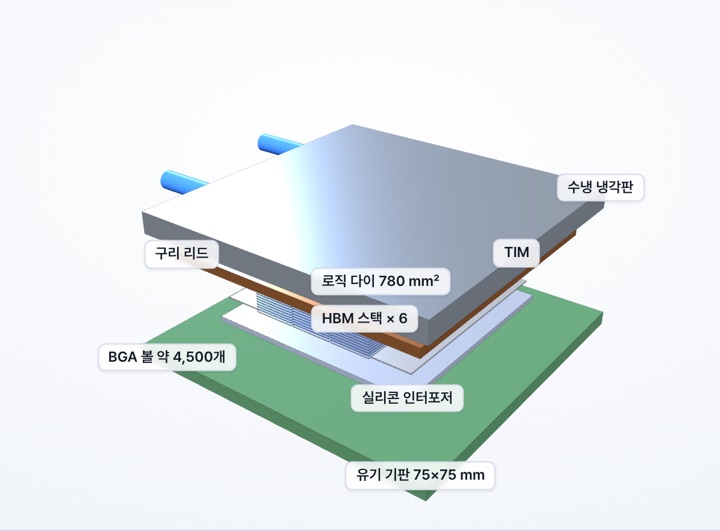 수냉 냉각판
구리 리드
TIM
로직 다이 780 mm²
HBM 스택 × 6
BGA 볼 약 4,500개
실리콘 인터포저
유기 기판 75×75 mm